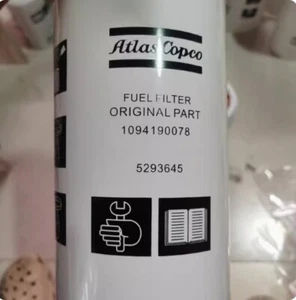 Atlas Copco
FUEL FILTER
ORIGINAL PART
1094190078
5293645